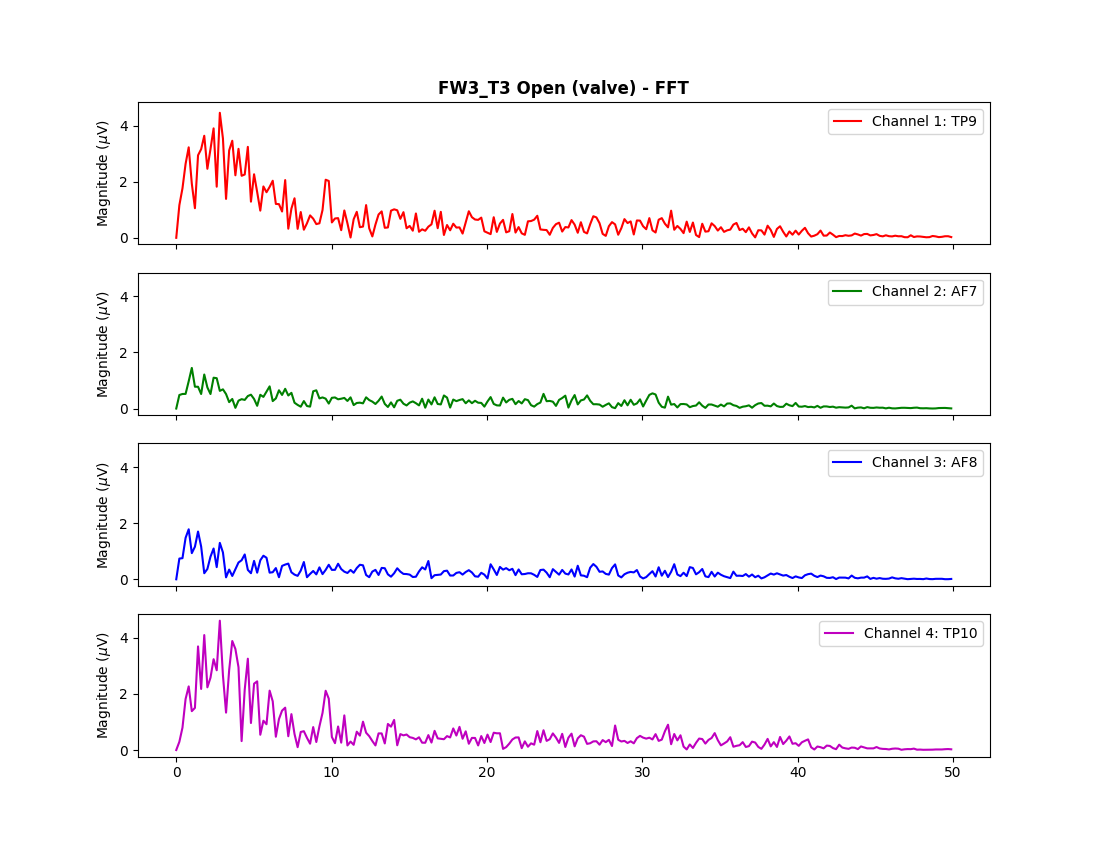 FW3_T3 Open (valve) - FFT
Magnitude (μV)
4
2
0
Channel 1: TP9
Magnitude (μV)
4
2
0
Channel 2: AF7
Magnitude (μV)
4
2
0
Channel 3: AF8
Magnitude (μV)
4
2
0
Channel 4: TP10
0 10 20 30 40 50